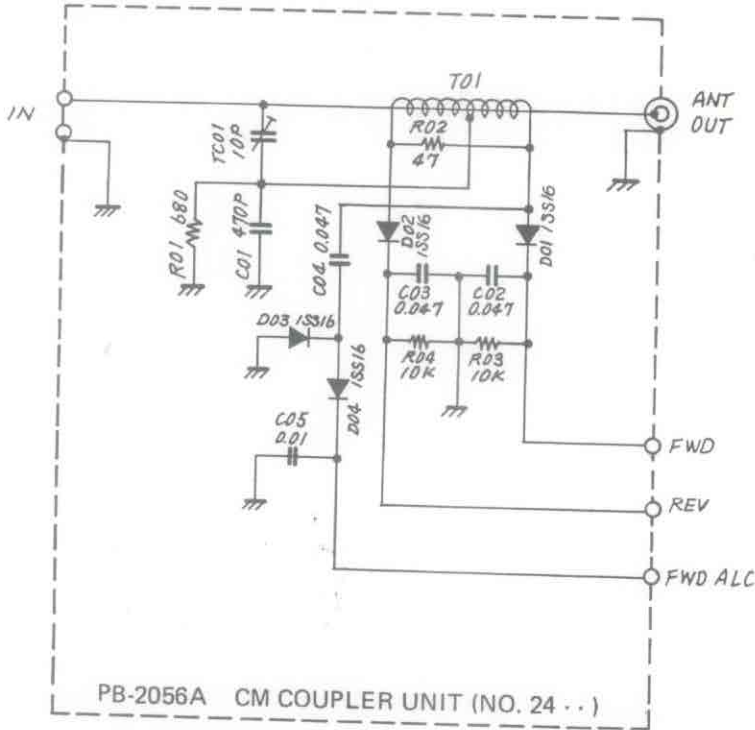 IN
T01
ANT
OUT
TC01
10P
R02
47
R01 680
C01 470P
C04 0.047
D02
1SS16
D01 1SS16
C03
0.047
C02
0.047
D03 1SS16
1SS16
D04
R04
10K
R03
10K
C05
0.01
FWD
REV
FWD ALC
PB-2056A CM COUPLER UNIT (NO. 24 ··)